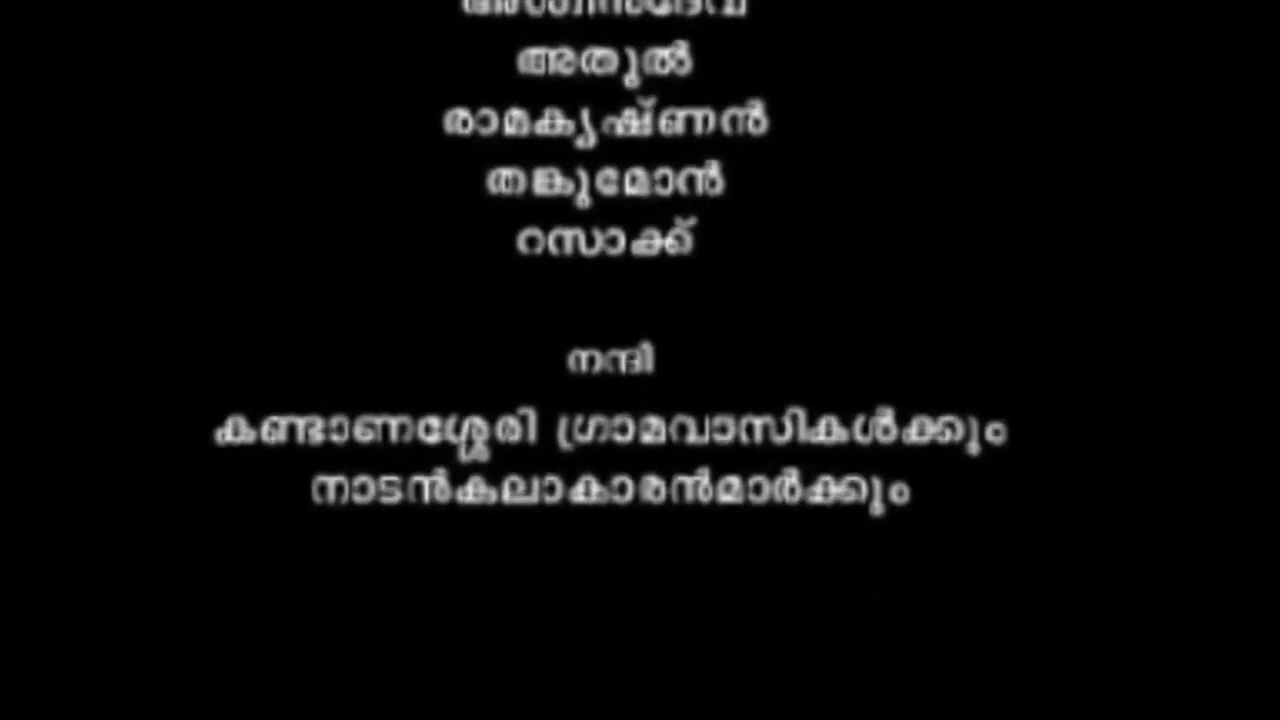 അതുൽ
രാമകൃഷ്ണൻ
തങ്കുമോൻ
റസാക്ക്
നന്ദി
കണ്ടാണശ്ശേരി ഗ്രാമവാസികൾക്കും
നാടൻകലാകാരൻമാർക്കും